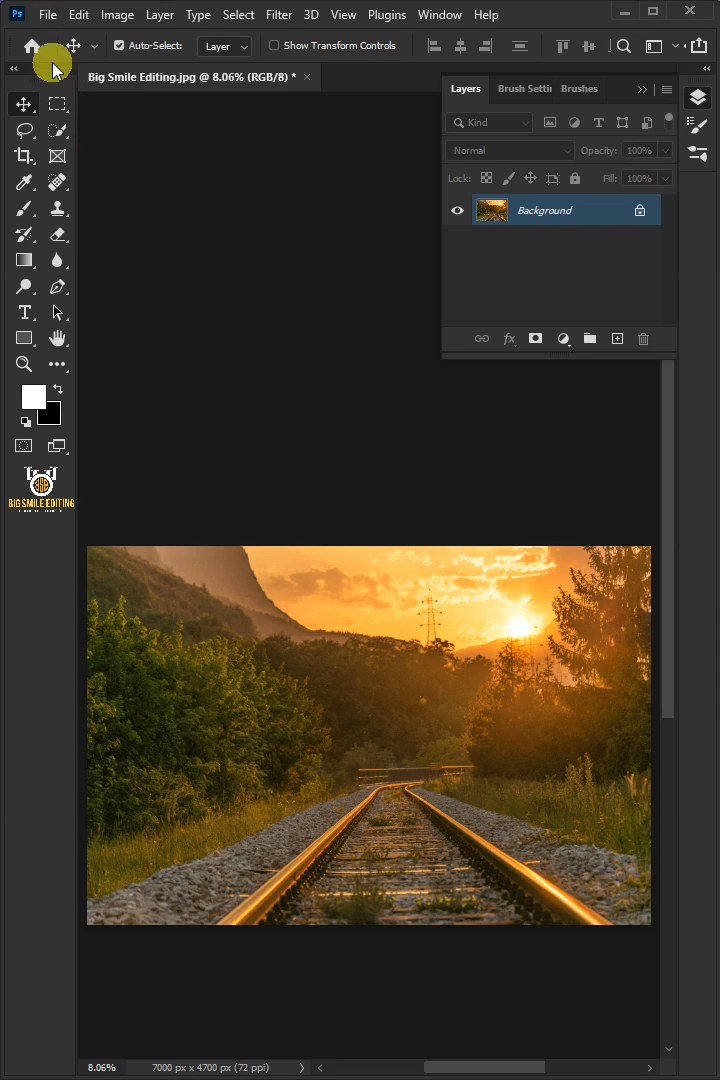 Ps File Edit Image Layer Type Select Filter 3D View Plugins Window Help
Auto-Select: Layer Show Transform Controls
Big Smile Editing.jpg @ 8.06% (RGB/8) *
Layers Brush Settin Brushes
Kind
Normal Opacity: 100%
Lock: Fill: 100%
Background
fx
BIG SMILE EDITING
8.06% 7000 px x 4700 px (72 ppi)